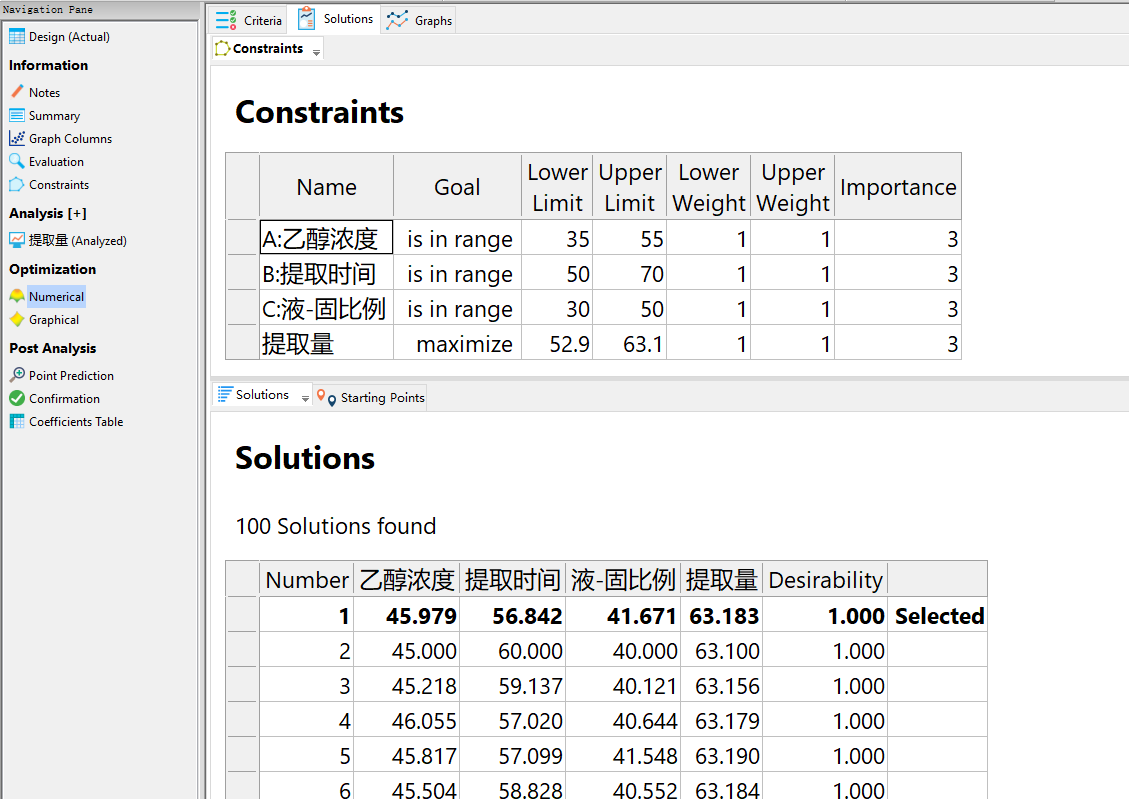 Navigation Pane
Design (Actual)
Information
Notes
Summary
Graph Columns
Evaluation
Constraints
Analysis [+]
提取量 (Analyzed)
Optimization
Numerical
Graphical
Post Analysis
Point Prediction
Confirmation
Coefficients Table
Criteria Solutions Graphs
Constraints
Constraints
Name Goal Lower Limit Upper Limit Lower Weight Upper Weight Importance
A:乙醇浓度 is in range 35 55 1 1 3
B:提取时间 is in range 50 70 1 1 3
C:液-固比例 is in range 30 50 1 1 3
提取量 maximize 52.9 63.1 1 1 3
Solutions Starting Points
Solutions
100 Solutions found
Number 乙醇浓度 提取时间 液-固比例 提取量 Desirability
1 45.979 56.842 41.671 63.183 1.000 Selected
2 45.000 60.000 40.000 63.100 1.000
3 45.218 59.137 40.121 63.156 1.000
4 46.055 57.020 40.644 63.179 1.000
5 45.817 57.099 41.548 63.190 1.000
6 45.504 58.828 40.552 63.184 1.000